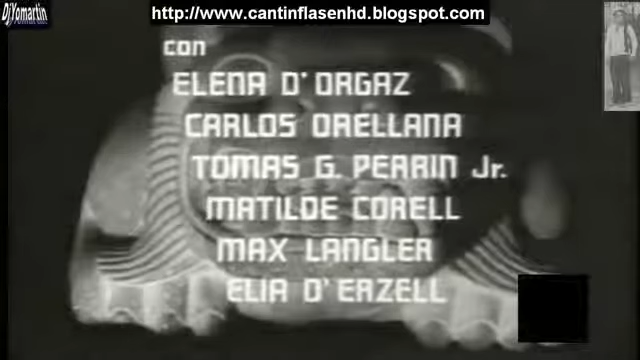 DjYomartin
http://www.cantinflasenhd.blogspot.com
con
ELENA D'ORGAZ
CARLOS ORELLANA
TOMAS G. PERRIN Jr.
MATILDE CORELL
MAX LANGLER
ELIA D'ERZELL